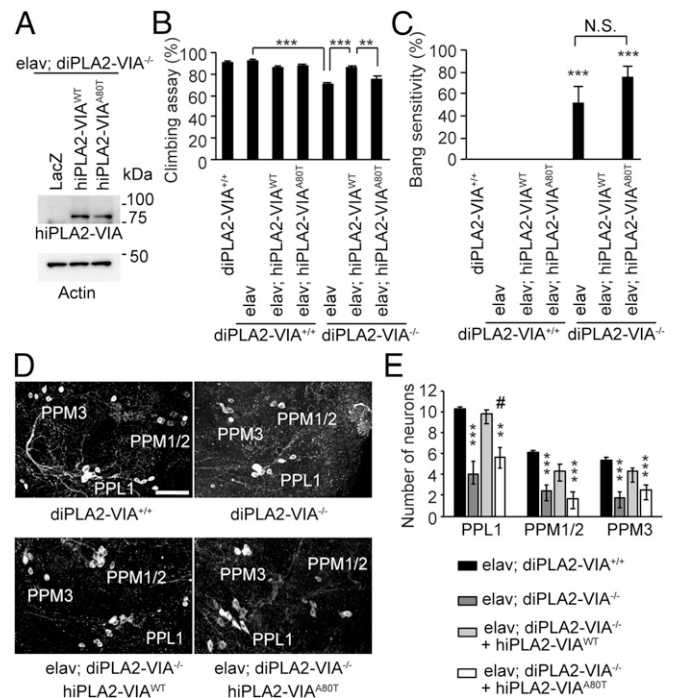 A
elav; diPLA2-VIA-/-
LacZ
hiPLA2-VIAWT
hiPLA2-VIAA80T
kDa
100
75
hiPLA2-VIA
50
Actin
B
Climbing assay (%)
100
80
60
40
20
0
***
***
**
diPLA2-VIA+/+
elav
elav; hiPLA2-VIAWT
elav; hiPLA2-VIAA80T
elav
elav; hiPLA2-VIAWT
elav; hiPLA2-VIAA80T
diPLA2-VIA+/+
diPLA2-VIA-/-
C
Bang sensitivity (%)
100
80
60
40
20
0
N.S.
***
***
diPLA2-VIA+/+
elav
elav; hiPLA2-VIAWT
elav; hiPLA2-VIAA80T
elav
elav; hiPLA2-VIAA80T
diPLA2-VIA+/+
diPLA2-VIA-/-
D
PPM3
PPM1/2
PPL1
diPLA2-VIA+/+
PPM3
PPM1/2
PPL1
diPLA2-VIA-/-
PPM3
PPM1/2
PPL1
elav; diPLA2-VIA-/-
hiPLA2-VIAWT
PPM3
PPM1/2
PPL1
elav; diPLA2-VIA-/-
hiPLA2-VIAA80T
E
Number of neurons
12
10
8
6
4
2
0
***
#
**
***
***
***
***
PPL1
PPM1/2
PPM3
elav; diPLA2-VIA+/+
elav; diPLA2-VIA-/-
elav; diPLA2-VIA-/-
+ hiPLA2-VIAWT
elav; diPLA2-VIA-/-
+ hiPLA2-VIAA80T